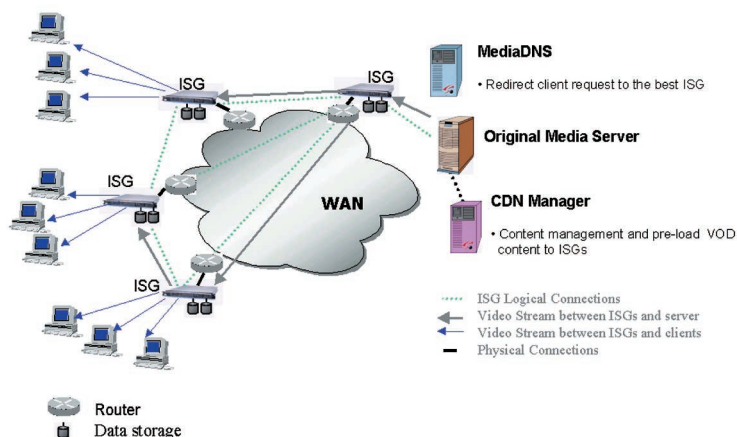 ISG
ISG
MediaDNS
• Redirect client request to the best ISG
Original Media Server
ISG
WAN
CDN Manager
• Content management and pre-load VOD
content to ISGs
ISG
ISG Logical Connections
Video Stream between ISGs and server
Video Stream between ISGs and clients
Physical Connections
Router
Data storage